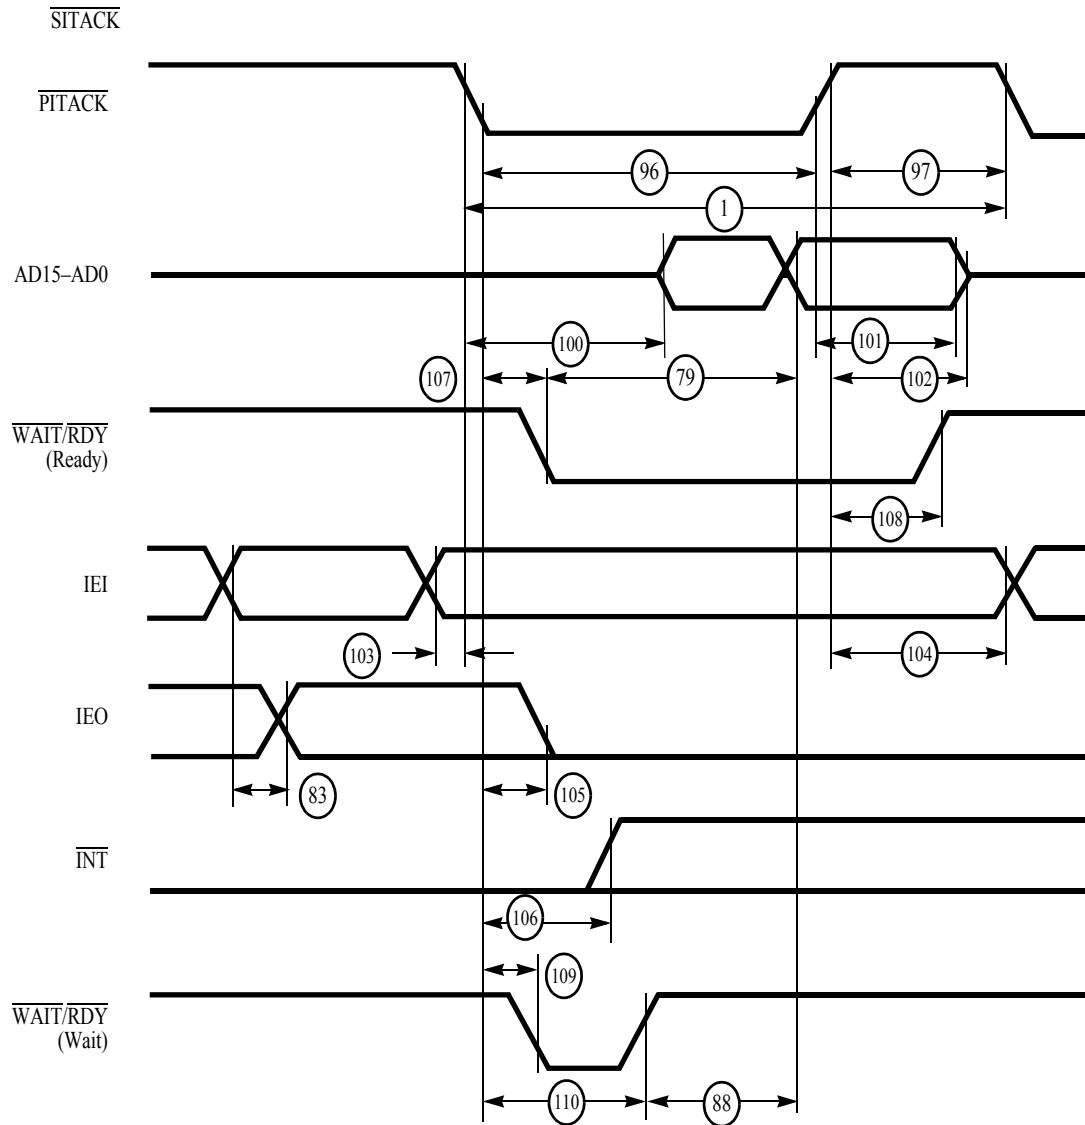 SITACK
PITACK
96
97
1
AD15–AD0
100
101
107
79
102
WAIT/RDY
(Ready)
108
IEI
103
104
IEO
83
105
INT
106
109
WAIT/RDY
(Wait)
110
88